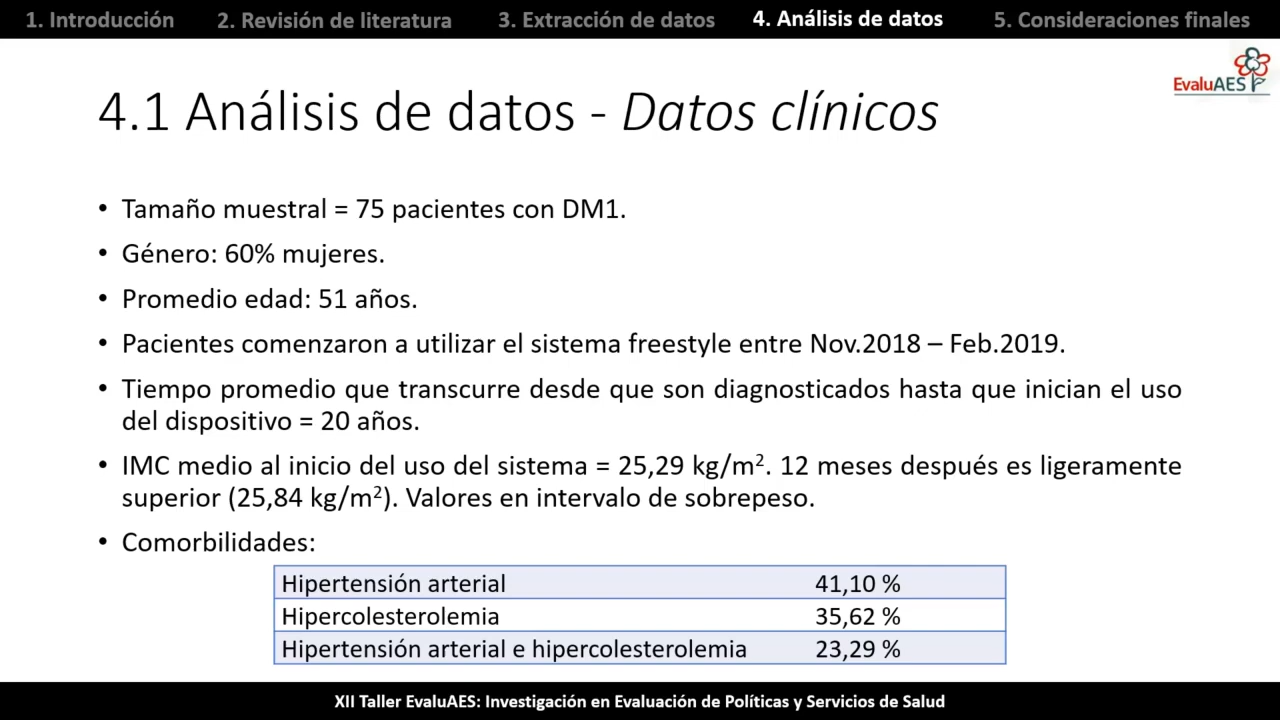 1. Introducción 2. Revisión de literatura 3. Extracción de datos 4. Análisis de datos 5. Consideraciones finales
EvaluAES
4.1 Análisis de datos - Datos clínicos
• Tamaño muestral = 75 pacientes con DM1.
• Género: 60% mujeres.
• Promedio edad: 51 años.
• Pacientes comenzaron a utilizar el sistema freestyle entre Nov.2018 – Feb.2019.
• Tiempo promedio que transcurre desde que son diagnosticados hasta que inician el uso
del dispositivo = 20 años.
• IMC medio al inicio del uso del sistema = 25,29 kg/m². 12 meses después es ligeramente
superior (25,84 kg/m²). Valores en intervalo de sobrepeso.
• Comorbilidades:
Hipertensión arterial 41,10 %
Hipercolesterolemia 35,62 %
Hipertensión arterial e hipercolesterolemia 23,29 %
XII Taller EvaluAES: Investigación en Evaluación de Políticas y Servicios de Salud